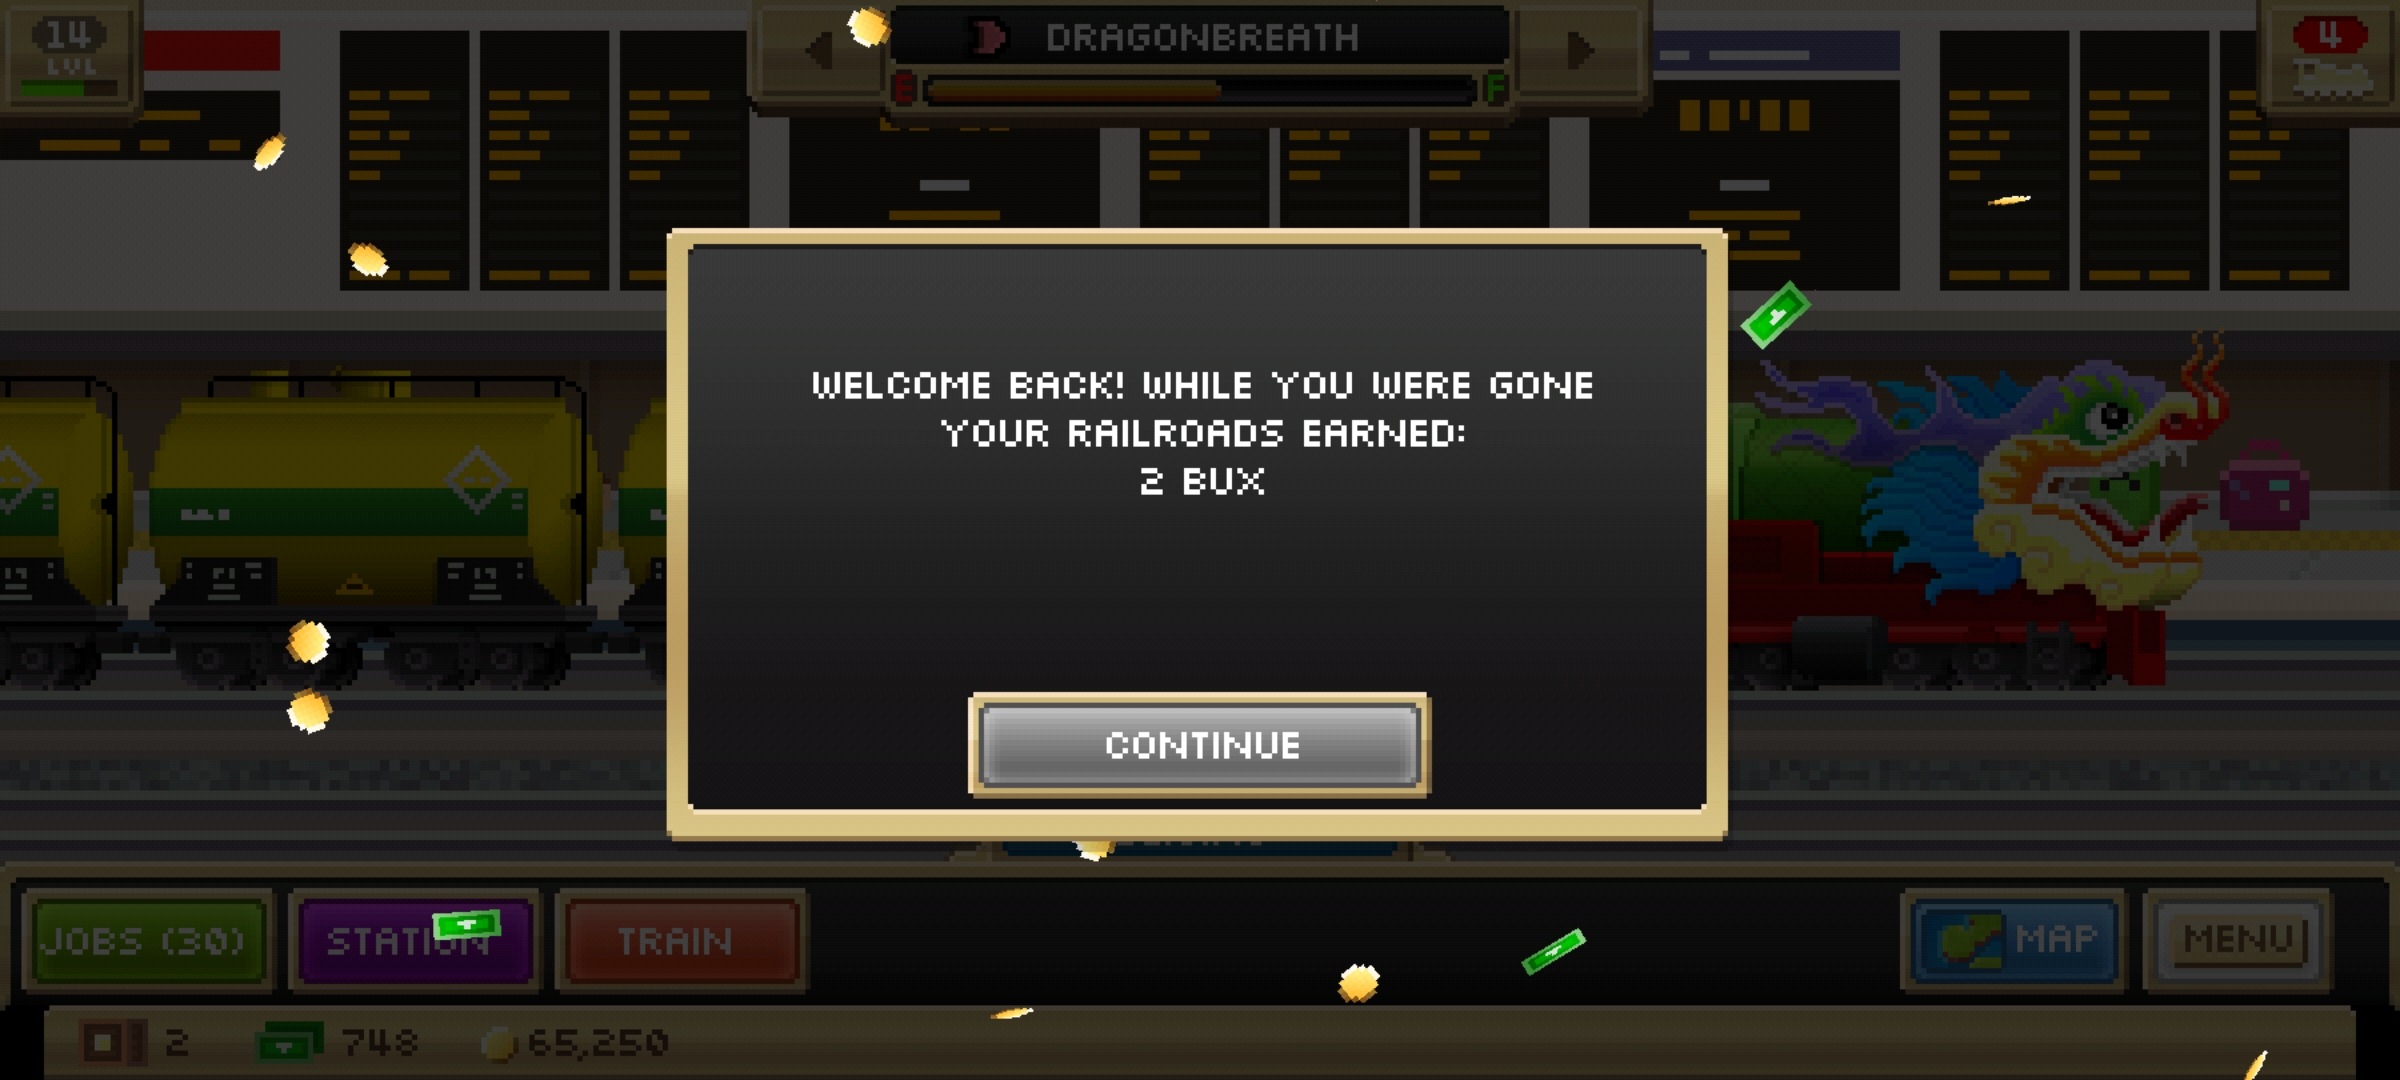 14
LVL
DRAGONBREATH
E F
4
WELCOME BACK! WHILE YOU WERE GONE
YOUR RAILROADS EARNED:
2 BUX
CONTINUE
JOBS (30)
STATION
TRAIN
MAP
MENU
2
748
65,250